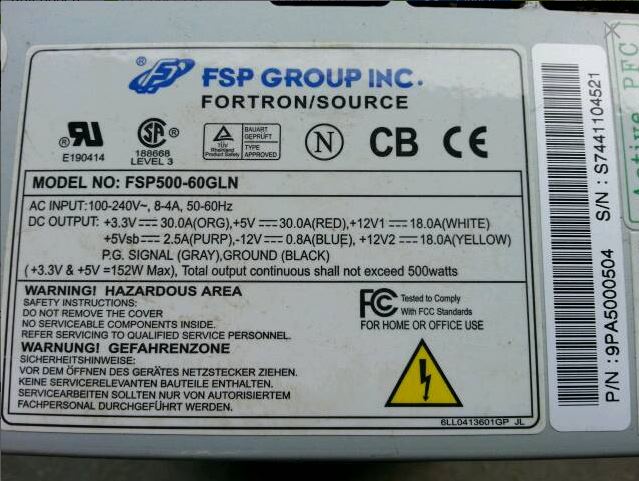 FSP GROUP INC.
FORTRON/SOURCE
E190414
SA ®
188668
LEVEL 3
TÜV
Rheinland
Product Safety
BAUART
GEPRÜFT
TYPE
APPROVED
N
CB
CE
MODEL NO: FSP500-60GLN
AC INPUT:100-240V~, 8-4A, 50-60Hz
DC OUTPUT: +3.3V ⎓ 30.0A(ORG),+5V ⎓ 30.0A(RED),+12V1 ⎓ 18.0A(WHITE)
+5Vsb ⎓ 2.5A(PURP),-12V ⎓ 0.8A(BLUE), +12V2 ⎓ 18.0A(YELLOW)
P.G. SIGNAL (GRAY),GROUND (BLACK)
(+3.3V & +5V =152W Max), Total output continuous shall not exceed 500watts
WARNING! HAZARDOUS AREA
SAFETY INSTRUCTIONS:
DO NOT REMOVE THE COVER
NO SERVICEABLE COMPONENTS INSIDE.
REFER SERVICING TO QUALIFIED SERVICE PERSONNEL.
WARNUNG! GEFAHRENZONE
SICHERHEITSHINWEISE:
VOR DEM ÖFFNEN DES GERÄTES NETZSTECKER ZIEHEN.
KEINE SERVICERELEVANTEN BAUTEILE ENTHALTEN.
SERVICEARBEITEN SOLLTEN NUR VON AUTORISIERTEM
FACHPERSONAL DURCHGEFÜHRT WERDEN.
FC Tested to Comply
With FCC Standards
FOR HOME OR OFFICE USE
6LL0413601GP JL
P/N : 9PA5000504 S/N : S7441104521
Active PFC